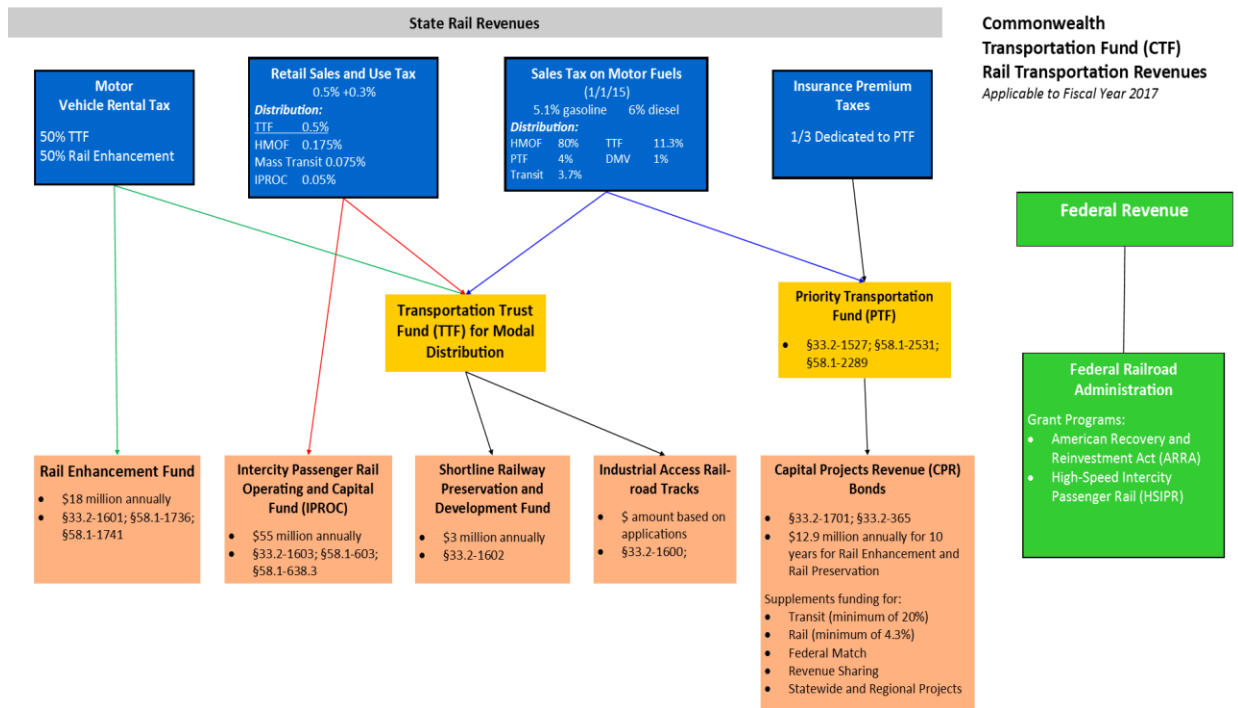 State Rail Revenues
Commonwealth
Transportation Fund (CTF)
Rail Transportation Revenues
Applicable to Fiscal Year 2017
Motor
Vehicle Rental Tax
50% TTF
50% Rail Enhancement
Retail Sales and Use Tax
0.5% +0.3%
Distribution:
TTF 0.5%
HMOF 0.175%
Mass Transit 0.075%
IPROC 0.05%
Sales Tax on Motor Fuels
(1/1/15)
5.1% gasoline 6% diesel
Distribution:
HMOF 80% TTF 11.3%
PTF 4% DMV 1%
Transit 3.7%
Insurance Premium
Taxes
1/3 Dedicated to PTF
Federal Revenue
Transportation Trust
Fund (TTF) for Modal
Distribution
Priority Transportation
Fund (PTF)
• §33.2-1527; §58.1-2531;
§58.1-2289
Federal Railroad
Administration
Grant Programs:
• American Recovery and
Reinvestment Act (ARRA)
• High-Speed Intercity
Passenger Rail (HSIPR)
Rail Enhancement Fund
• $18 million annually
• §33.2-1601; §58.1-1736;
§58.1-1741
Intercity Passenger Rail
Operating and Capital
Fund (IPROC)
• $55 million annually
• §33.2-1603; §58.1-603;
§58.1-638.3
Shortline Railway
Preservation and
Development Fund
• $3 million annually
• §33.2-1602
Industrial Access Rail-
road Tracks
• $ amount based on
applications
• §33.2-1600;
Capital Projects Revenue (CPR)
Bonds
• §33.2-1701; §33.2-365
• $12.9 million annually for 10
years for Rail Enhancement and
Rail Preservation
Supplements funding for:
• Transit (minimum of 20%)
• Rail (minimum of 4.3%)
• Federal Match
• Revenue Sharing
• Statewide and Regional Projects